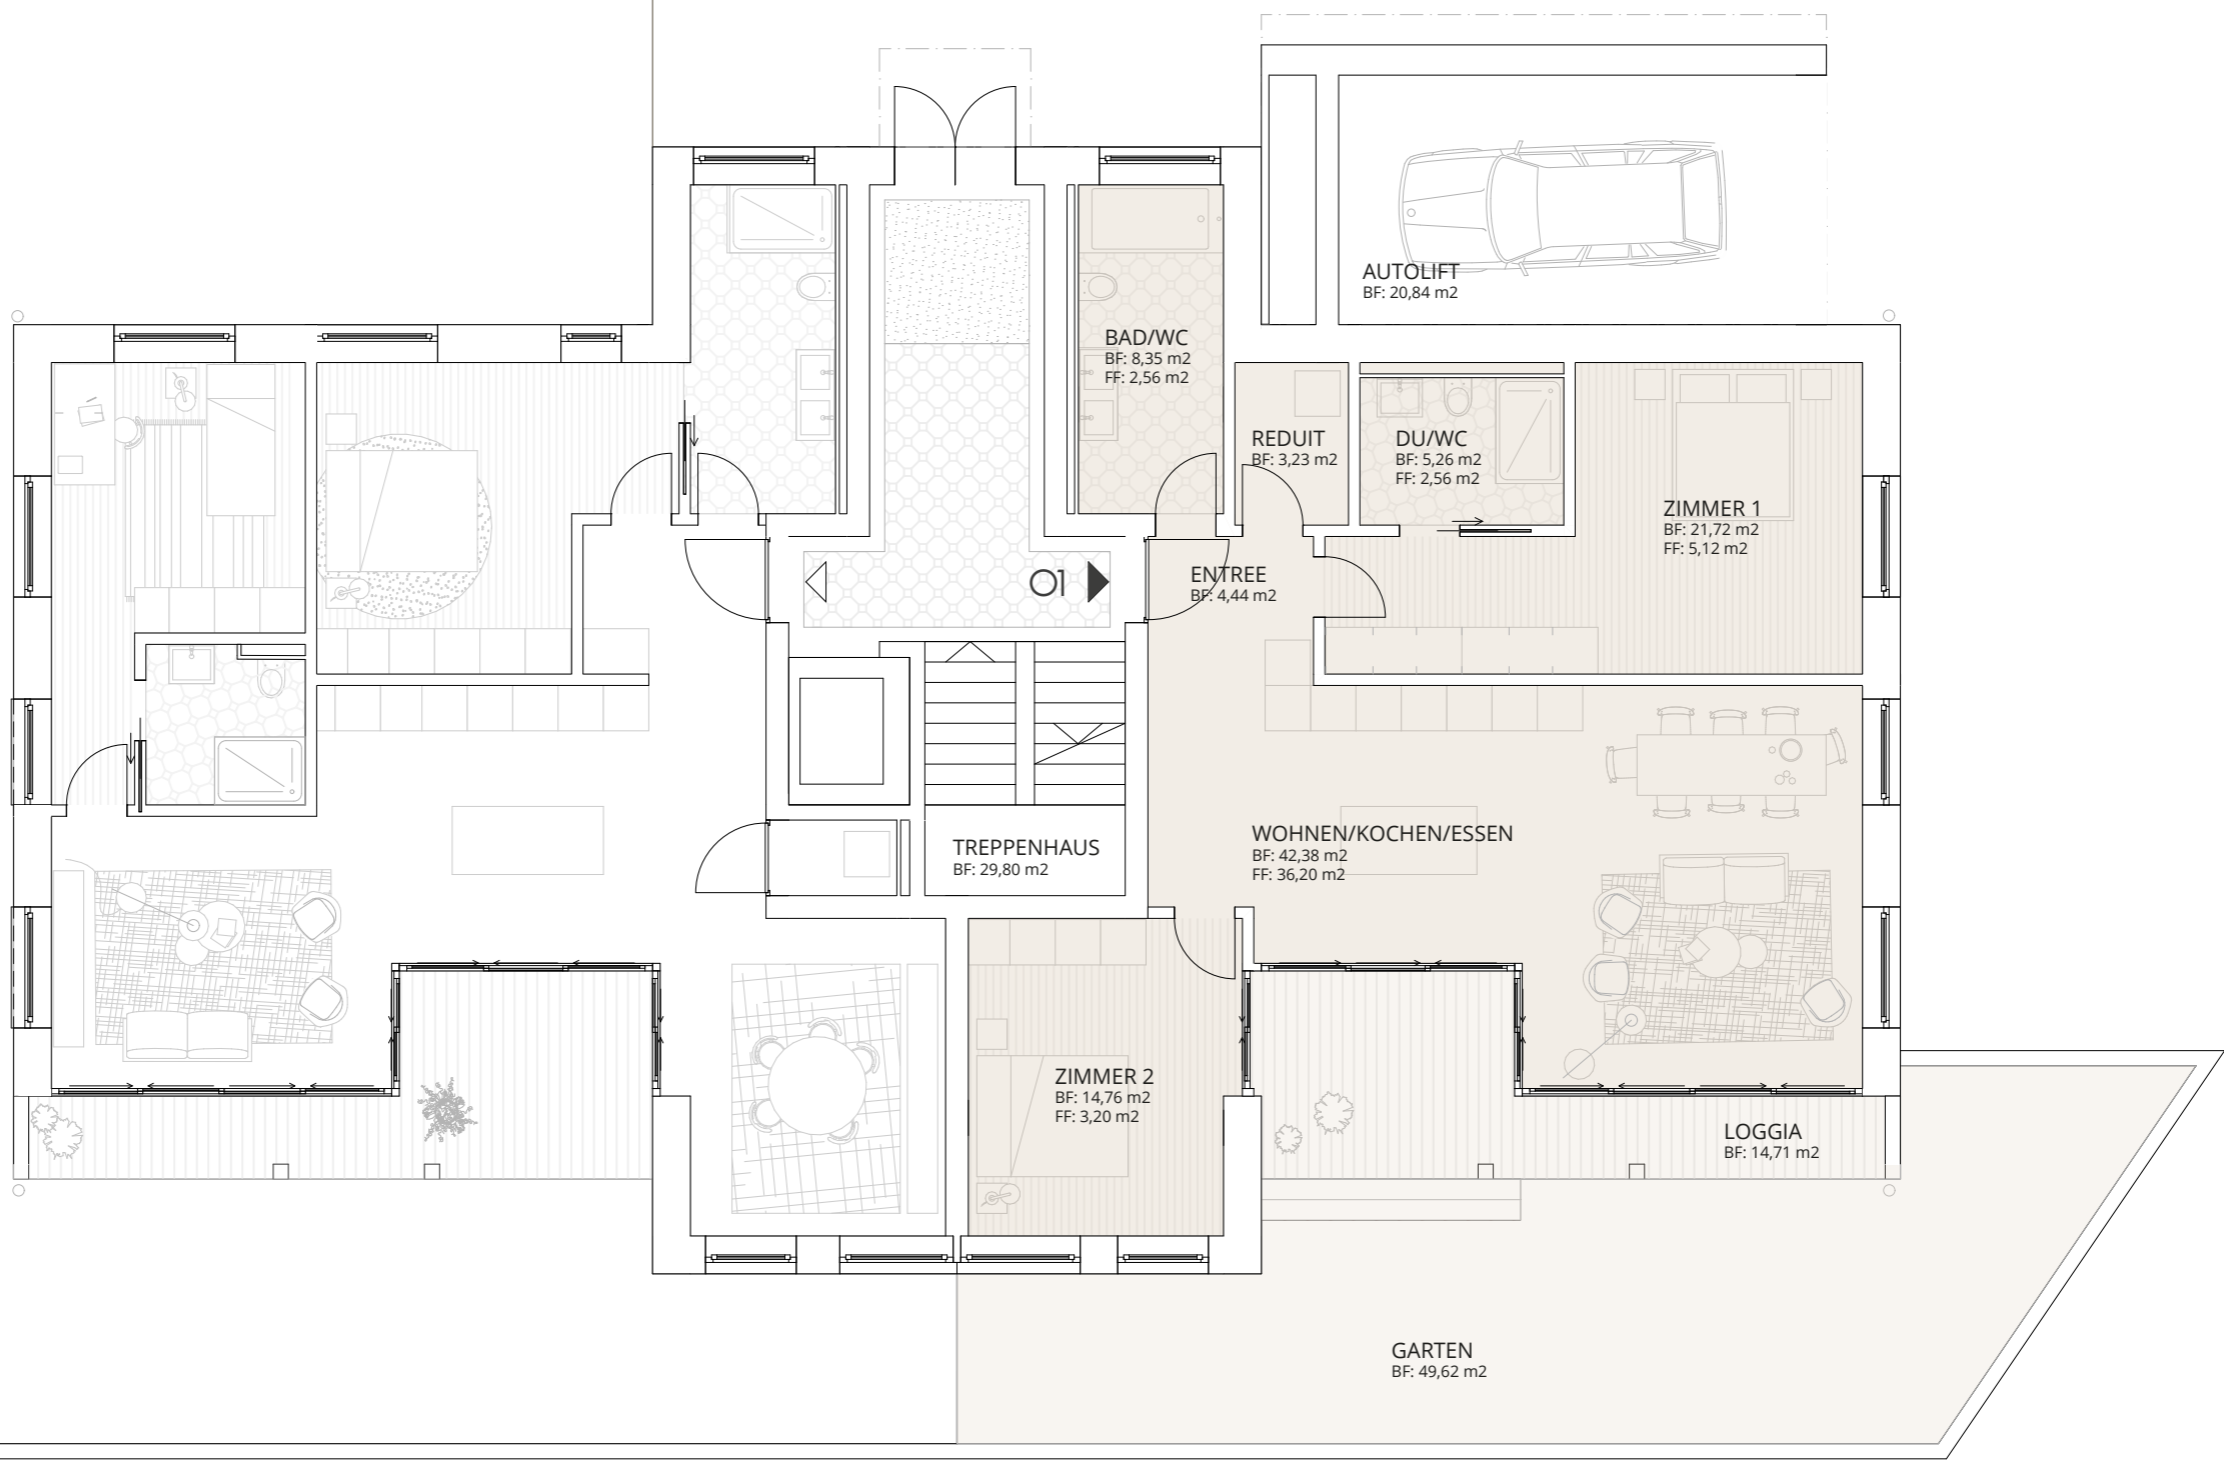 AUTOLIFT
BF: 20,84 m2
BAD/WC
BF: 8,35 m2
FF: 2,56 m2
REDUIT
BF: 3,23 m2
DU/WC
BF: 5,26 m2
FF: 2,56 m2
ZIMMER 1
BF: 21,72 m2
FF: 5,12 m2
01
ENTREE
BF: 4,44 m2
TREPPENHAUS
BF: 29,80 m2
WOHNEN/KOCHEN/ESSEN
BF: 42,38 m2
FF: 36,20 m2
ZIMMER 2
BF: 14,76 m2
FF: 3,20 m2
LOGGIA
BF: 14,71 m2
GARTEN
BF: 49,62 m2